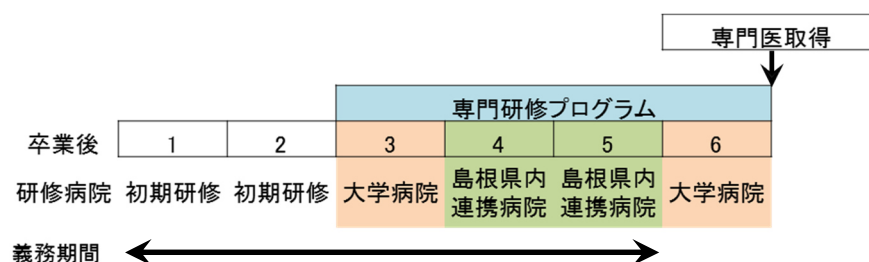 専門医取得
専門研修プログラム
卒業後 1 2 3 4 5 6
研修病院 初期研修 初期研修 大学病院 島根県内 島根県内 大学病院
連携病院 連携病院
義務期間